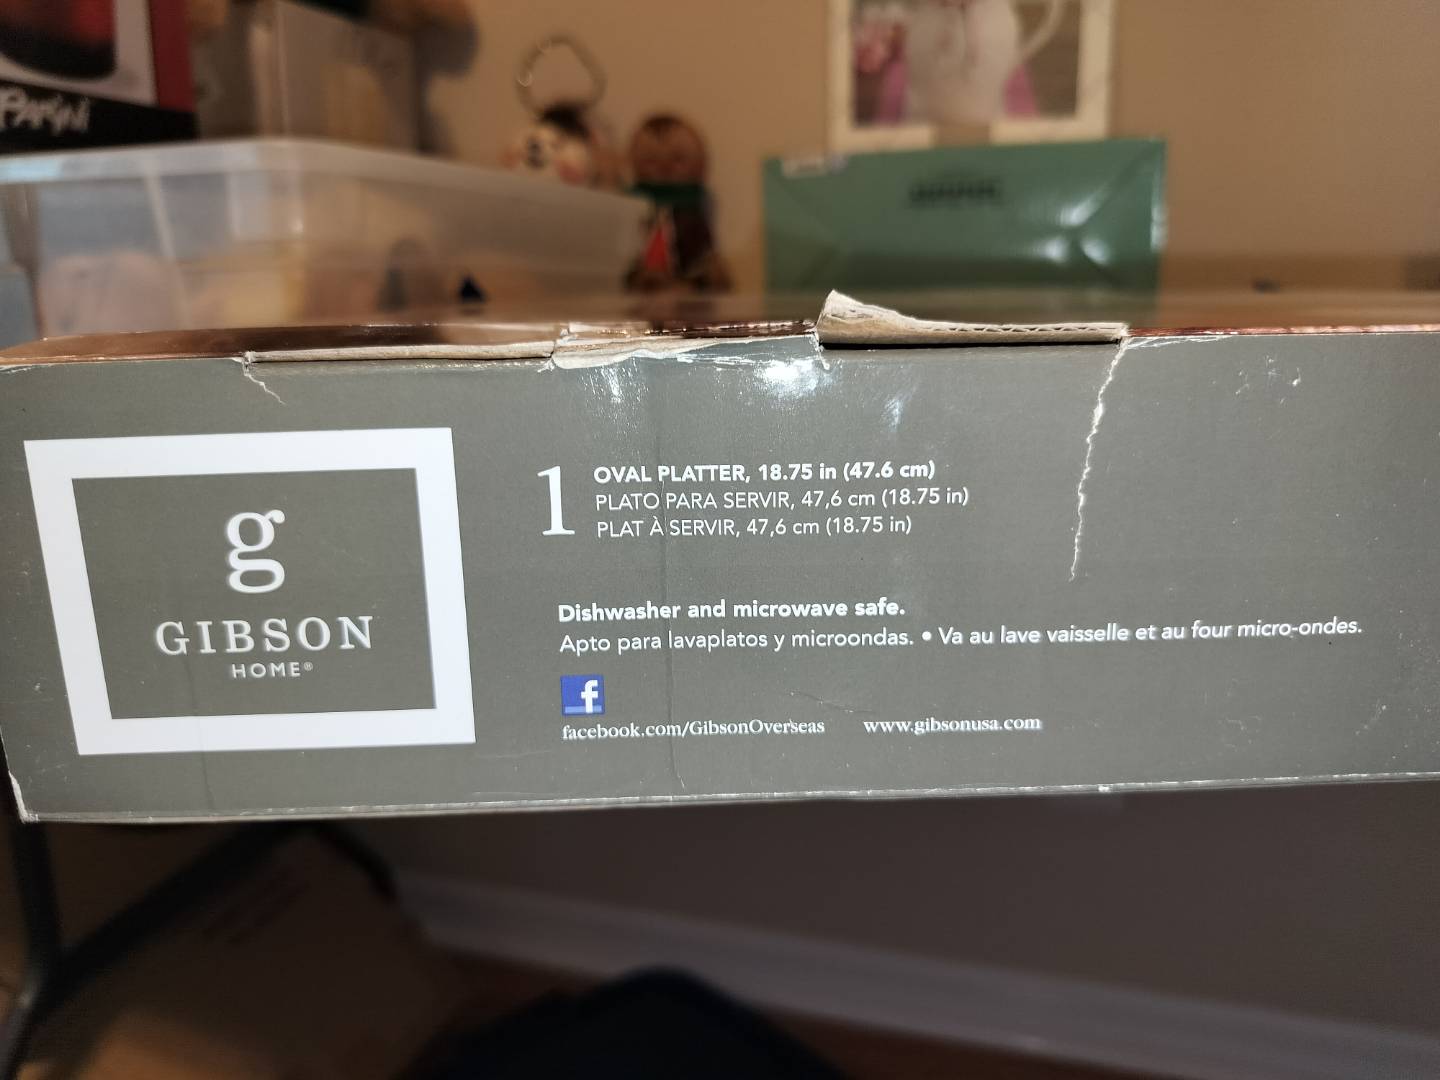 PARINI
g
GIBSON
HOME®
1
OVAL PLATTER, 18.75 in (47.6 cm)
PLATO PARA SERVIR, 47,6 cm (18.75 in)
PLAT À SERVIR, 47,6 cm (18.75 in)
Dishwasher and microwave safe.
Apto para lavaplatos y microondas. • Va au lave vaisselle et au four micro-ondes.
f
facebook.com/GibsonOverseas www.gibsonusa.com